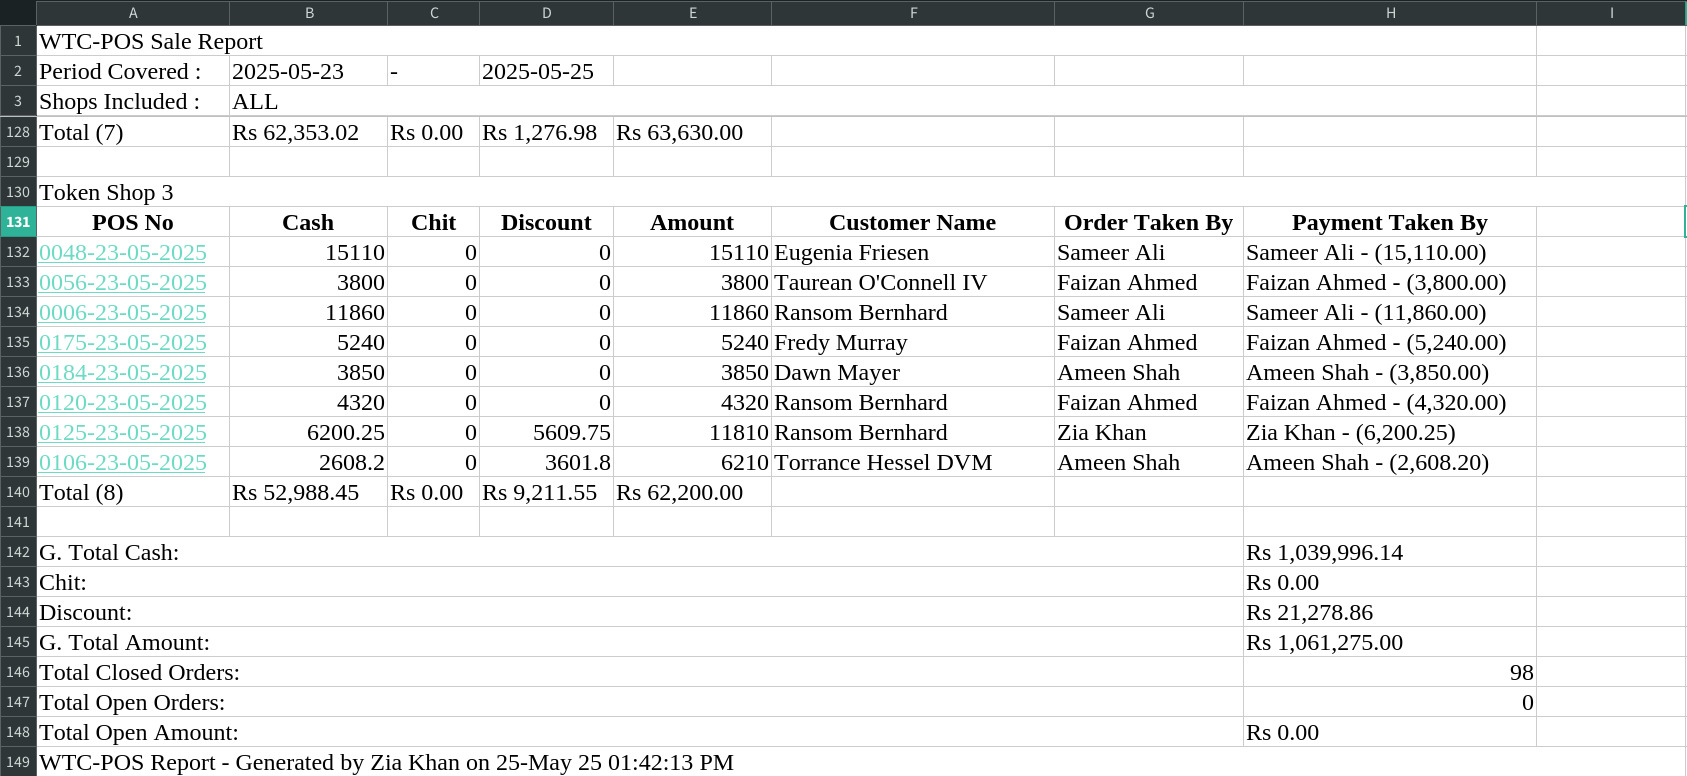 A B C D E F G H I
1 WTC-POS Sale Report
2 Period Covered : 2025-05-23 - 2025-05-25
3 Shops Included : ALL
128 Total (7) Rs 62,353.02 Rs 0.00 Rs 1,276.98 Rs 63,630.00
129
130 Token Shop 3
131 POS No Cash Chit Discount Amount Customer Name Order Taken By Payment Taken By
132 0048-23-05-2025 15110 0 0 15110 Eugenia Friesen Sameer Ali Sameer Ali - (15,110.00)
133 0056-23-05-2025 3800 0 0 3800 Taurean O'Connell IV Faizan Ahmed Faizan Ahmed - (3,800.00)
134 0006-23-05-2025 11860 0 0 11860 Ransom Bernhard Sameer Ali Sameer Ali - (11,860.00)
135 0175-23-05-2025 5240 0 0 5240 Fredy Murray Faizan Ahmed Faizan Ahmed - (5,240.00)
136 0184-23-05-2025 3850 0 0 3850 Dawn Mayer Ameen Shah Ameen Shah - (3,850.00)
137 0120-23-05-2025 4320 0 0 4320 Ransom Bernhard Faizan Ahmed Faizan Ahmed - (4,320.00)
138 0125-23-05-2025 6200.25 0 5609.75 11810 Ransom Bernhard Zia Khan Zia Khan - (6,200.25)
139 0106-23-05-2025 2608.2 0 3601.8 6210 Torrance Hessel DVM Ameen Shah Ameen Shah - (2,608.20)
140 Total (8) Rs 52,988.45 Rs 0.00 Rs 9,211.55 Rs 62,200.00
141
142 G. Total Cash: Rs 1,039,996.14
143 Chit: Rs 0.00
144 Discount: Rs 21,278.86
145 G. Total Amount: Rs 1,061,275.00
146 Total Closed Orders: 98
147 Total Open Orders: 0
148 Total Open Amount: Rs 0.00
149 WTC-POS Report - Generated by Zia Khan on 25-May 25 01:42:13 PM